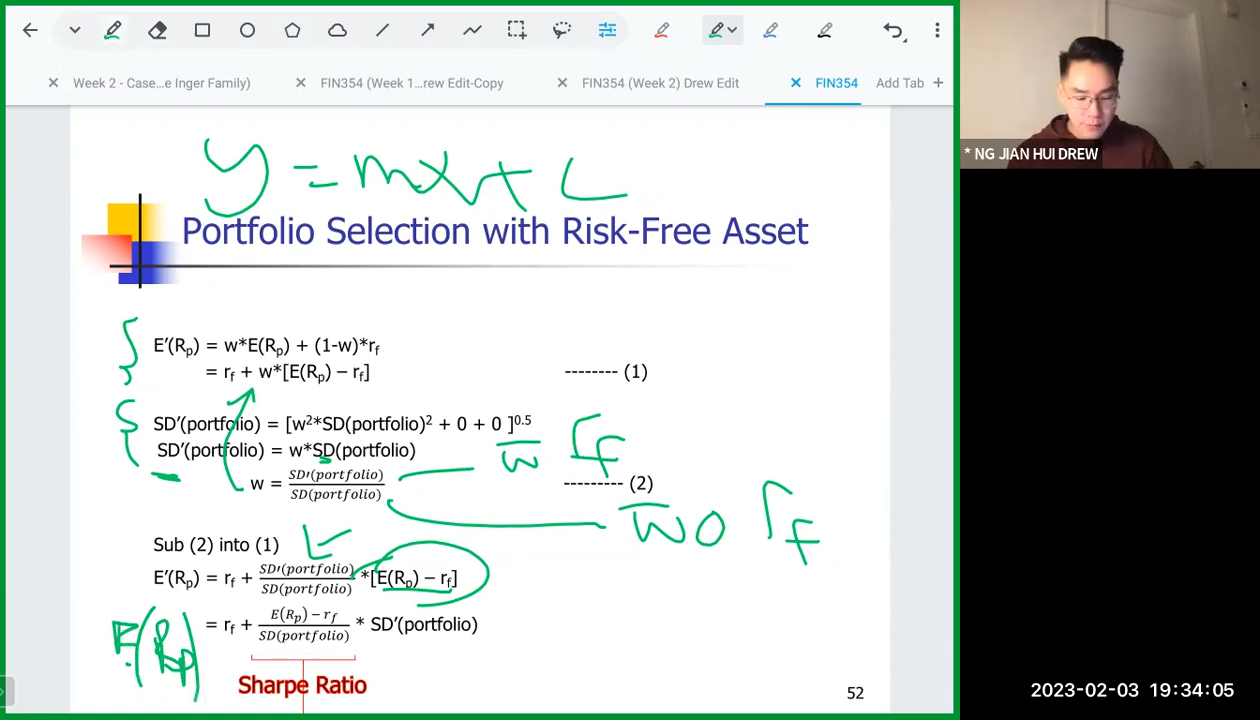 Week 2 - Case...e Inger Family)
FIN354 (Week 1...rew Edit-Copy
FIN354 (Week 2) Drew Edit
FIN354
Add Tab +
* NG JIAN HUI DREW
y = mx + c
Portfolio Selection with Risk-Free Asset
E'(Rp) = w*E(Rp) + (1-w)*rf
= rf + w*[E(Rp) – rf] -------- (1)
SD'(portfolio) = [w²*SD(portfolio)² + 0 + 0 ]⁰·⁵
SD'(portfolio) = w*SD(portfolio)
w rf
w = SD'(portfolio) / SD(portfolio) --------- (2)
wo rf
Sub (2) into (1)
E'(Rp) = rf + SD'(portfolio) / SD(portfolio) *[E(Rp) – rf]
E(Rp)
= rf + E(Rp) – rf / SD(portfolio) * SD'(portfolio)
Sharpe Ratio
52
2023-02-03 19:34:05